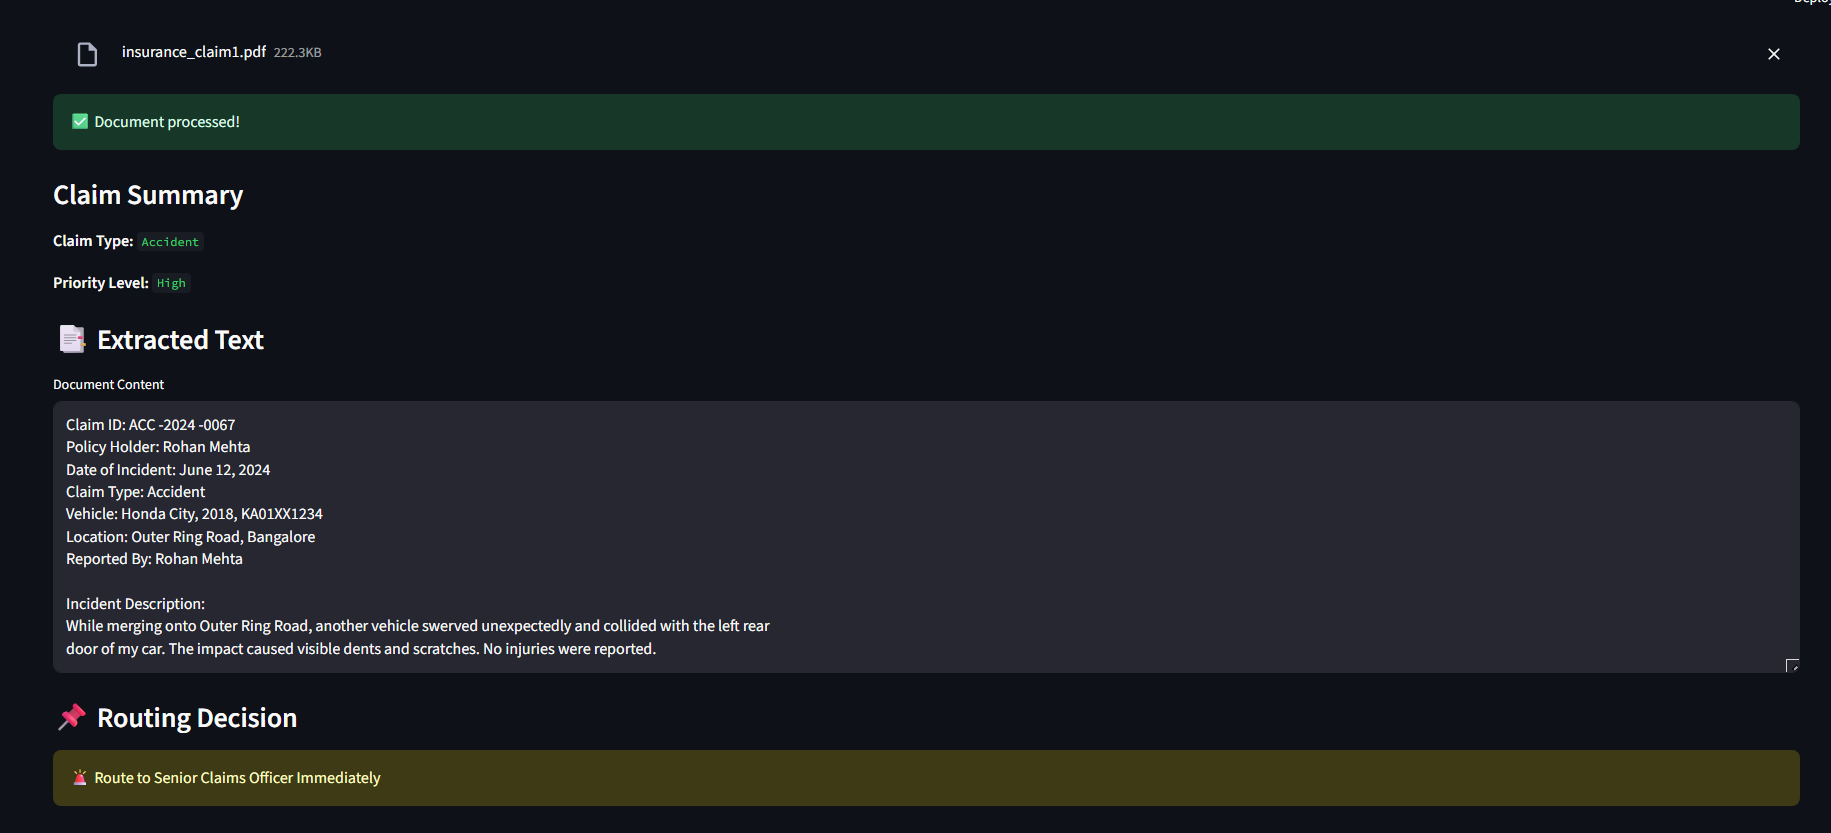 insurance_claim1.pdf 222.3KB
✅ Document processed!
Claim Summary
Claim Type: Accident
Priority Level: High
📑 Extracted Text
Document Content
Claim ID: ACC -2024 -0067
Policy Holder: Rohan Mehta
Date of Incident: June 12, 2024
Claim Type: Accident
Vehicle: Honda City, 2018, KA01XX1234
Location: Outer Ring Road, Bangalore
Reported By: Rohan Mehta
Incident Description:
While merging onto Outer Ring Road, another vehicle swerved unexpectedly and collided with the left rear
door of my car. The impact caused visible dents and scratches. No injuries were reported.
📌 Routing Decision
🚨 Route to Senior Claims Officer Immediately